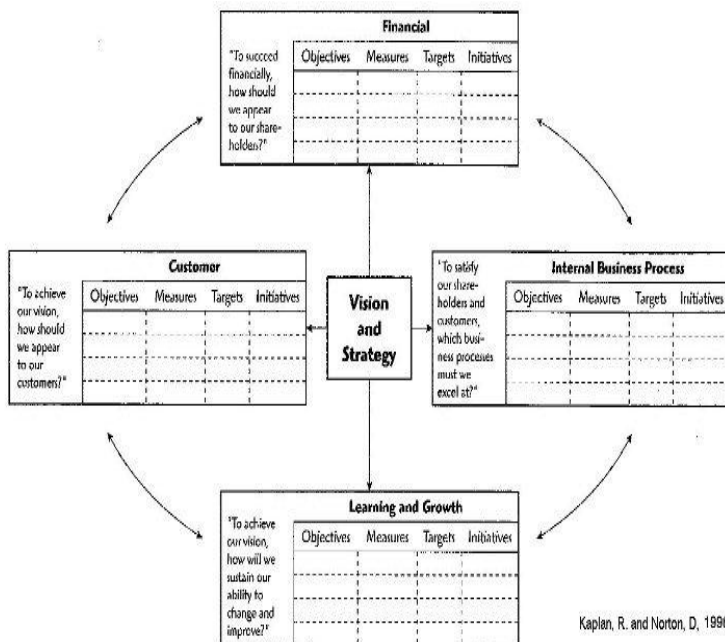 Financial
"To succeed
financially,
how should
we appear
to our share-
holders?"
Objectives Measures Targets Initiatives
Customer
"To achieve
our vision,
how should
we appear
to our
customers?"
Objectives Measures Targets Initiatives
Vision
and
Strategy
Internal Business Process
"To satisfy
our share-
holders and
customers,
which busi-
ness processes
must we
excel at?"
Objectives Measures Targets Initiatives
Learning and Growth
"To achieve
our vision,
how will we
sustain our
ability to
change and
improve?"
Objectives Measures Targets Initiatives
Kaplan, R. and Norton, D,